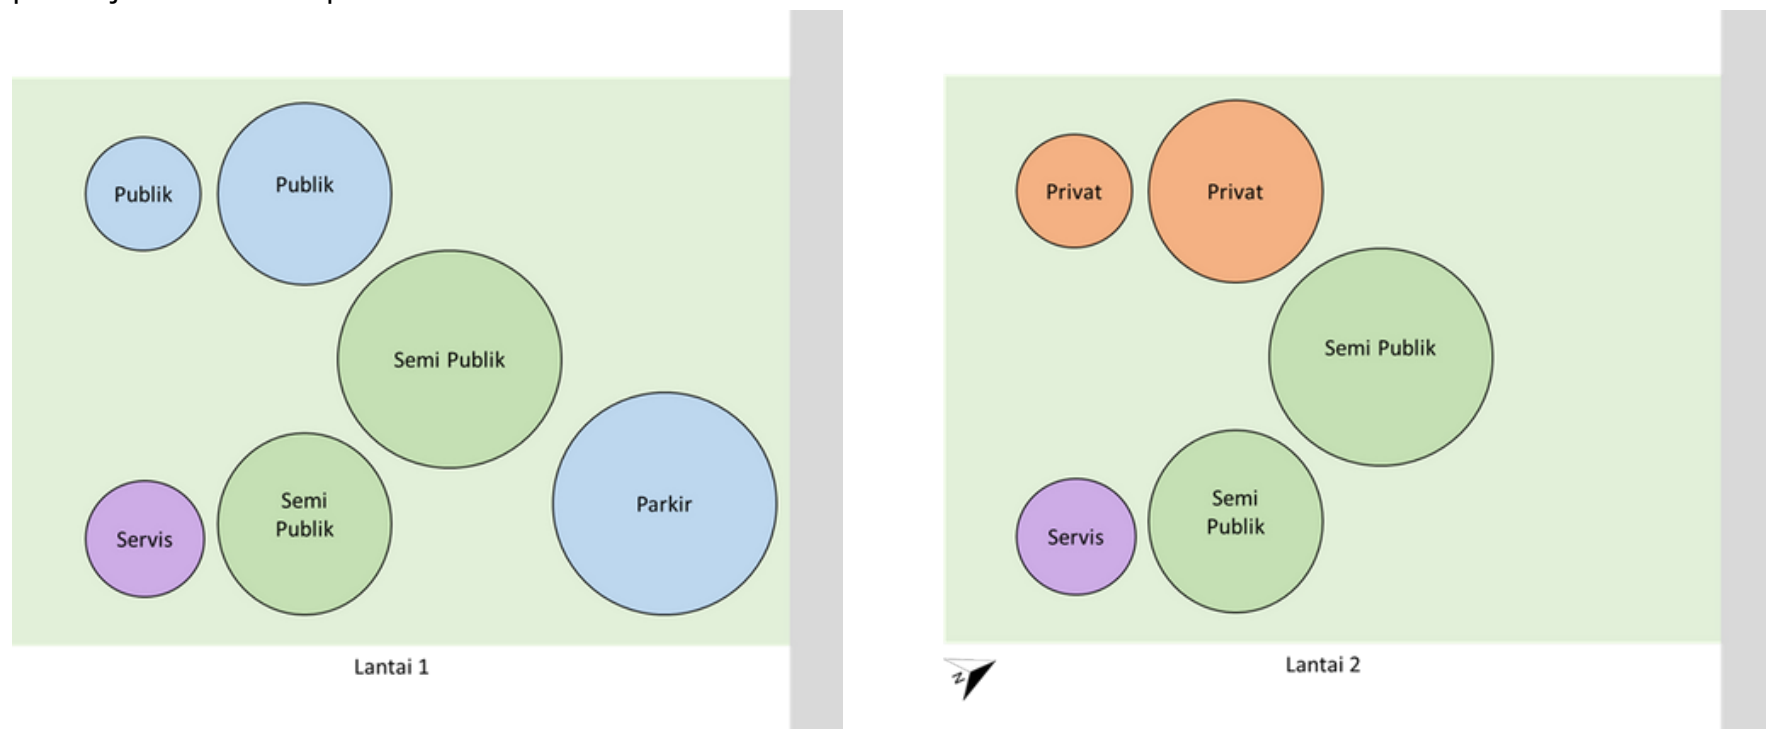 Publik
Publik
Semi Publik
Semi
Publik
Servis
Parkir
Lantai 1
Privat
Privat
Semi Publik
Semi
Publik
Servis
Lantai 2
N